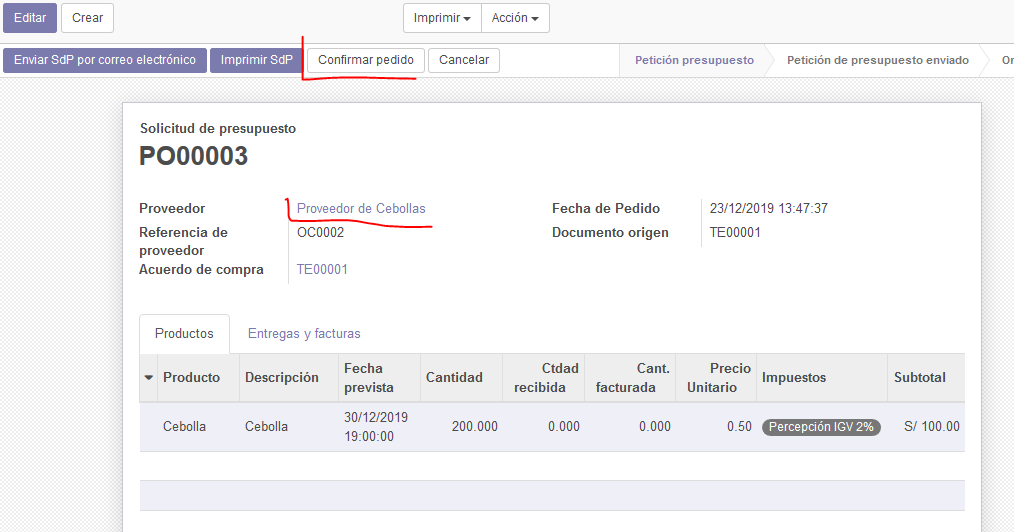 Editar Crear Imprimir Acción
Enviar SdP por correo electrónico Imprimir SdP Confirmar pedido Cancelar Petición presupuesto Petición de presupuesto enviado
Solicitud de presupuesto
PO00003
Proveedor Proveedor de Cebollas Fecha de Pedido 23/12/2019 13:47:37
Referencia de proveedor OC0002 Documento origen TE00001
Acuerdo de compra TE00001
Productos Entregas y facturas
Producto Descripción Fecha prevista Cantidad Ctdad recibida Cant. facturada Precio Unitario Impuestos Subtotal
Cebolla Cebolla 30/12/2019 19:00:00 200.000 0.000 0.000 0.50 Percepción IGV 2% S/ 100.00